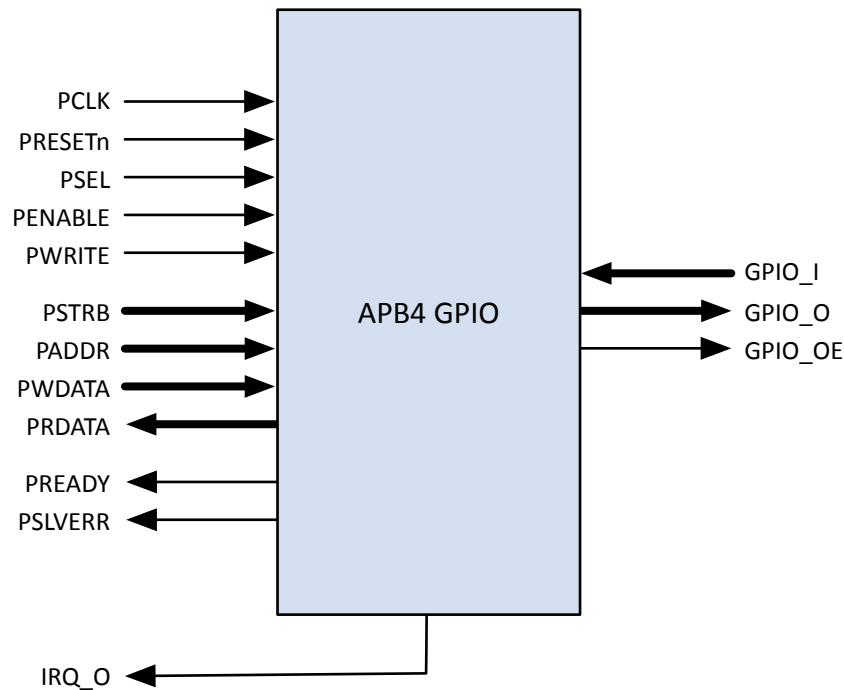 PCLK
PRESETn
PSEL
PENABLE
PWRITE
PSTRB
PADDR
PWDATA
PRDATA
PREADY
PSLVERR
IRQ_O
APB4 GPIO
GPIO_I
GPIO_O
GPIO_OE